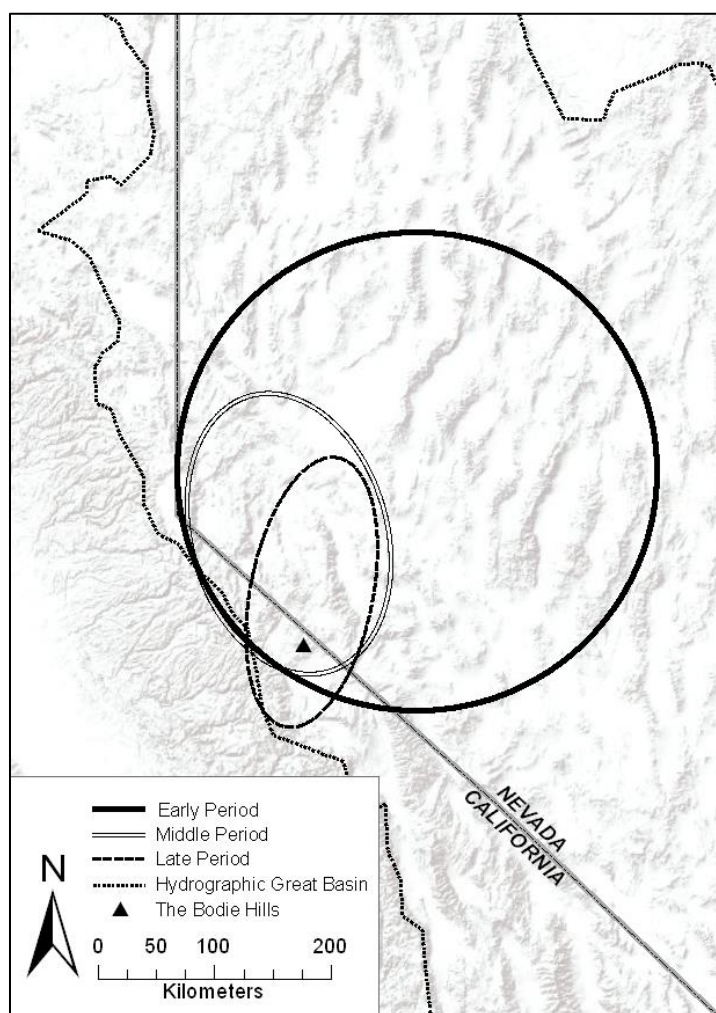 NEVADA
CALIFORNIA
Early Period
Middle Period
Late Period
Hydrographic Great Basin
The Bodie Hills
N
0 50 100 200
Kilometers